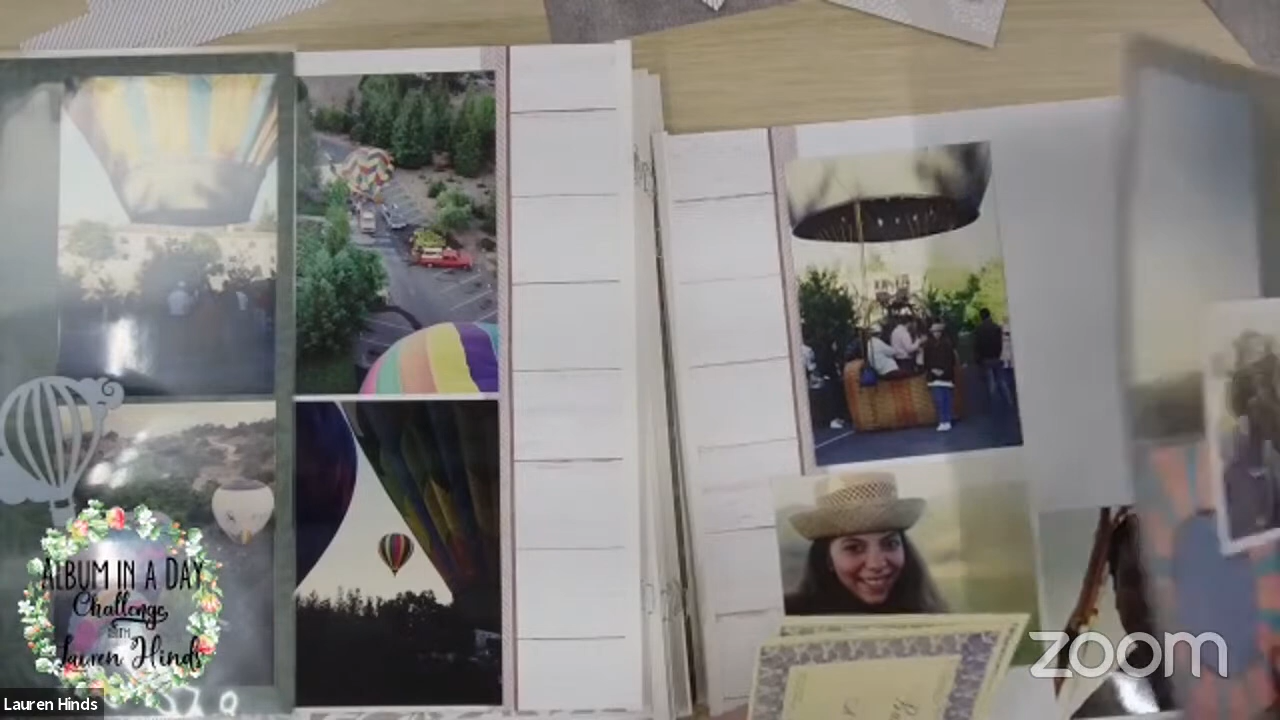 ALBUM IN A DAY
Challenge
WITH
Lauren Hinds
Lauren Hinds
zoom